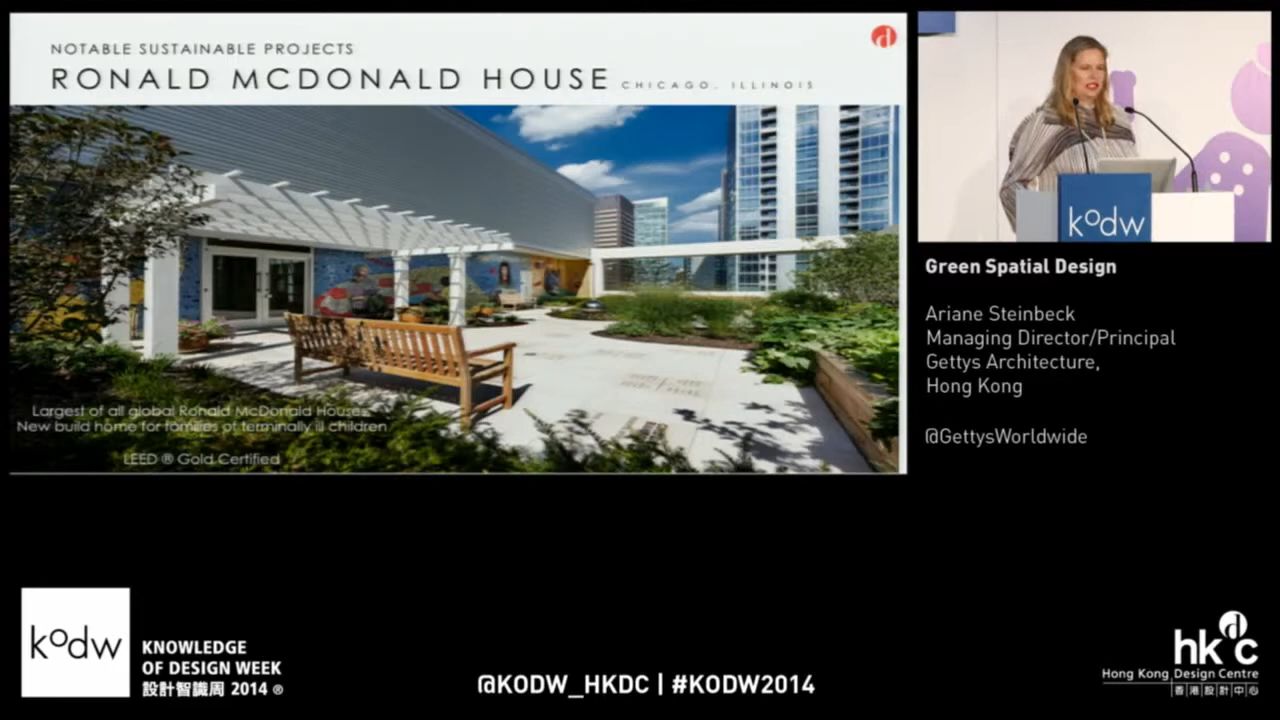 NOTABLE SUSTAINABLE PROJECTS
RONALD MCDONALD HOUSE CHICAGO, ILLINOIS
Largest of all global Ronald McDonald Houses
New build home for families of terminally ill children
LEED ® Gold Certified
kodw
Green Spatial Design
Ariane Steinbeck
Managing Director/Principal
Gettys Architecture,
Hong Kong
@GettysWorldwide
kodw
KNOWLEDGE
OF DESIGN WEEK
設計智識周 2014 ®
@KODW_HKDC | #KODW2014
hkdc
Hong Kong Design Centre
香港設計中心